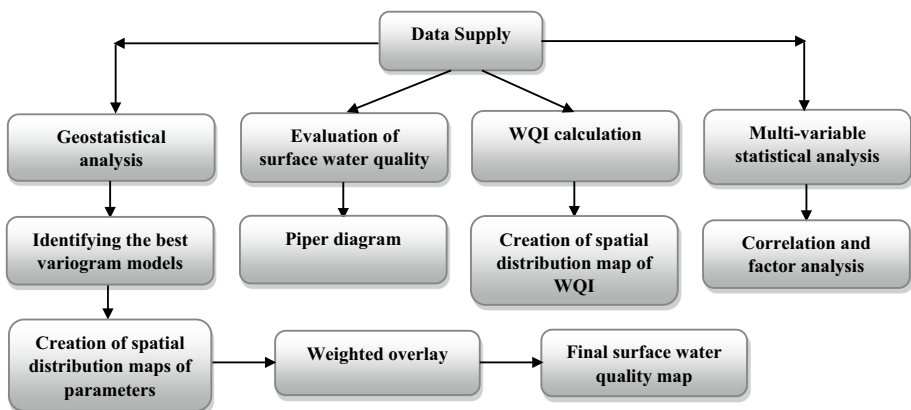 Data Supply
Geostatistical
analysis
Evaluation of
surface water quality
WQI calculation
Multi-variable
statistical analysis
Identifying the best
variogram models
Piper diagram
Creation of spatial
distribution map of
WQI
Correlation and
factor analysis
Creation of spatial
distribution maps of
parameters
Weighted overlay
Final surface water
quality map